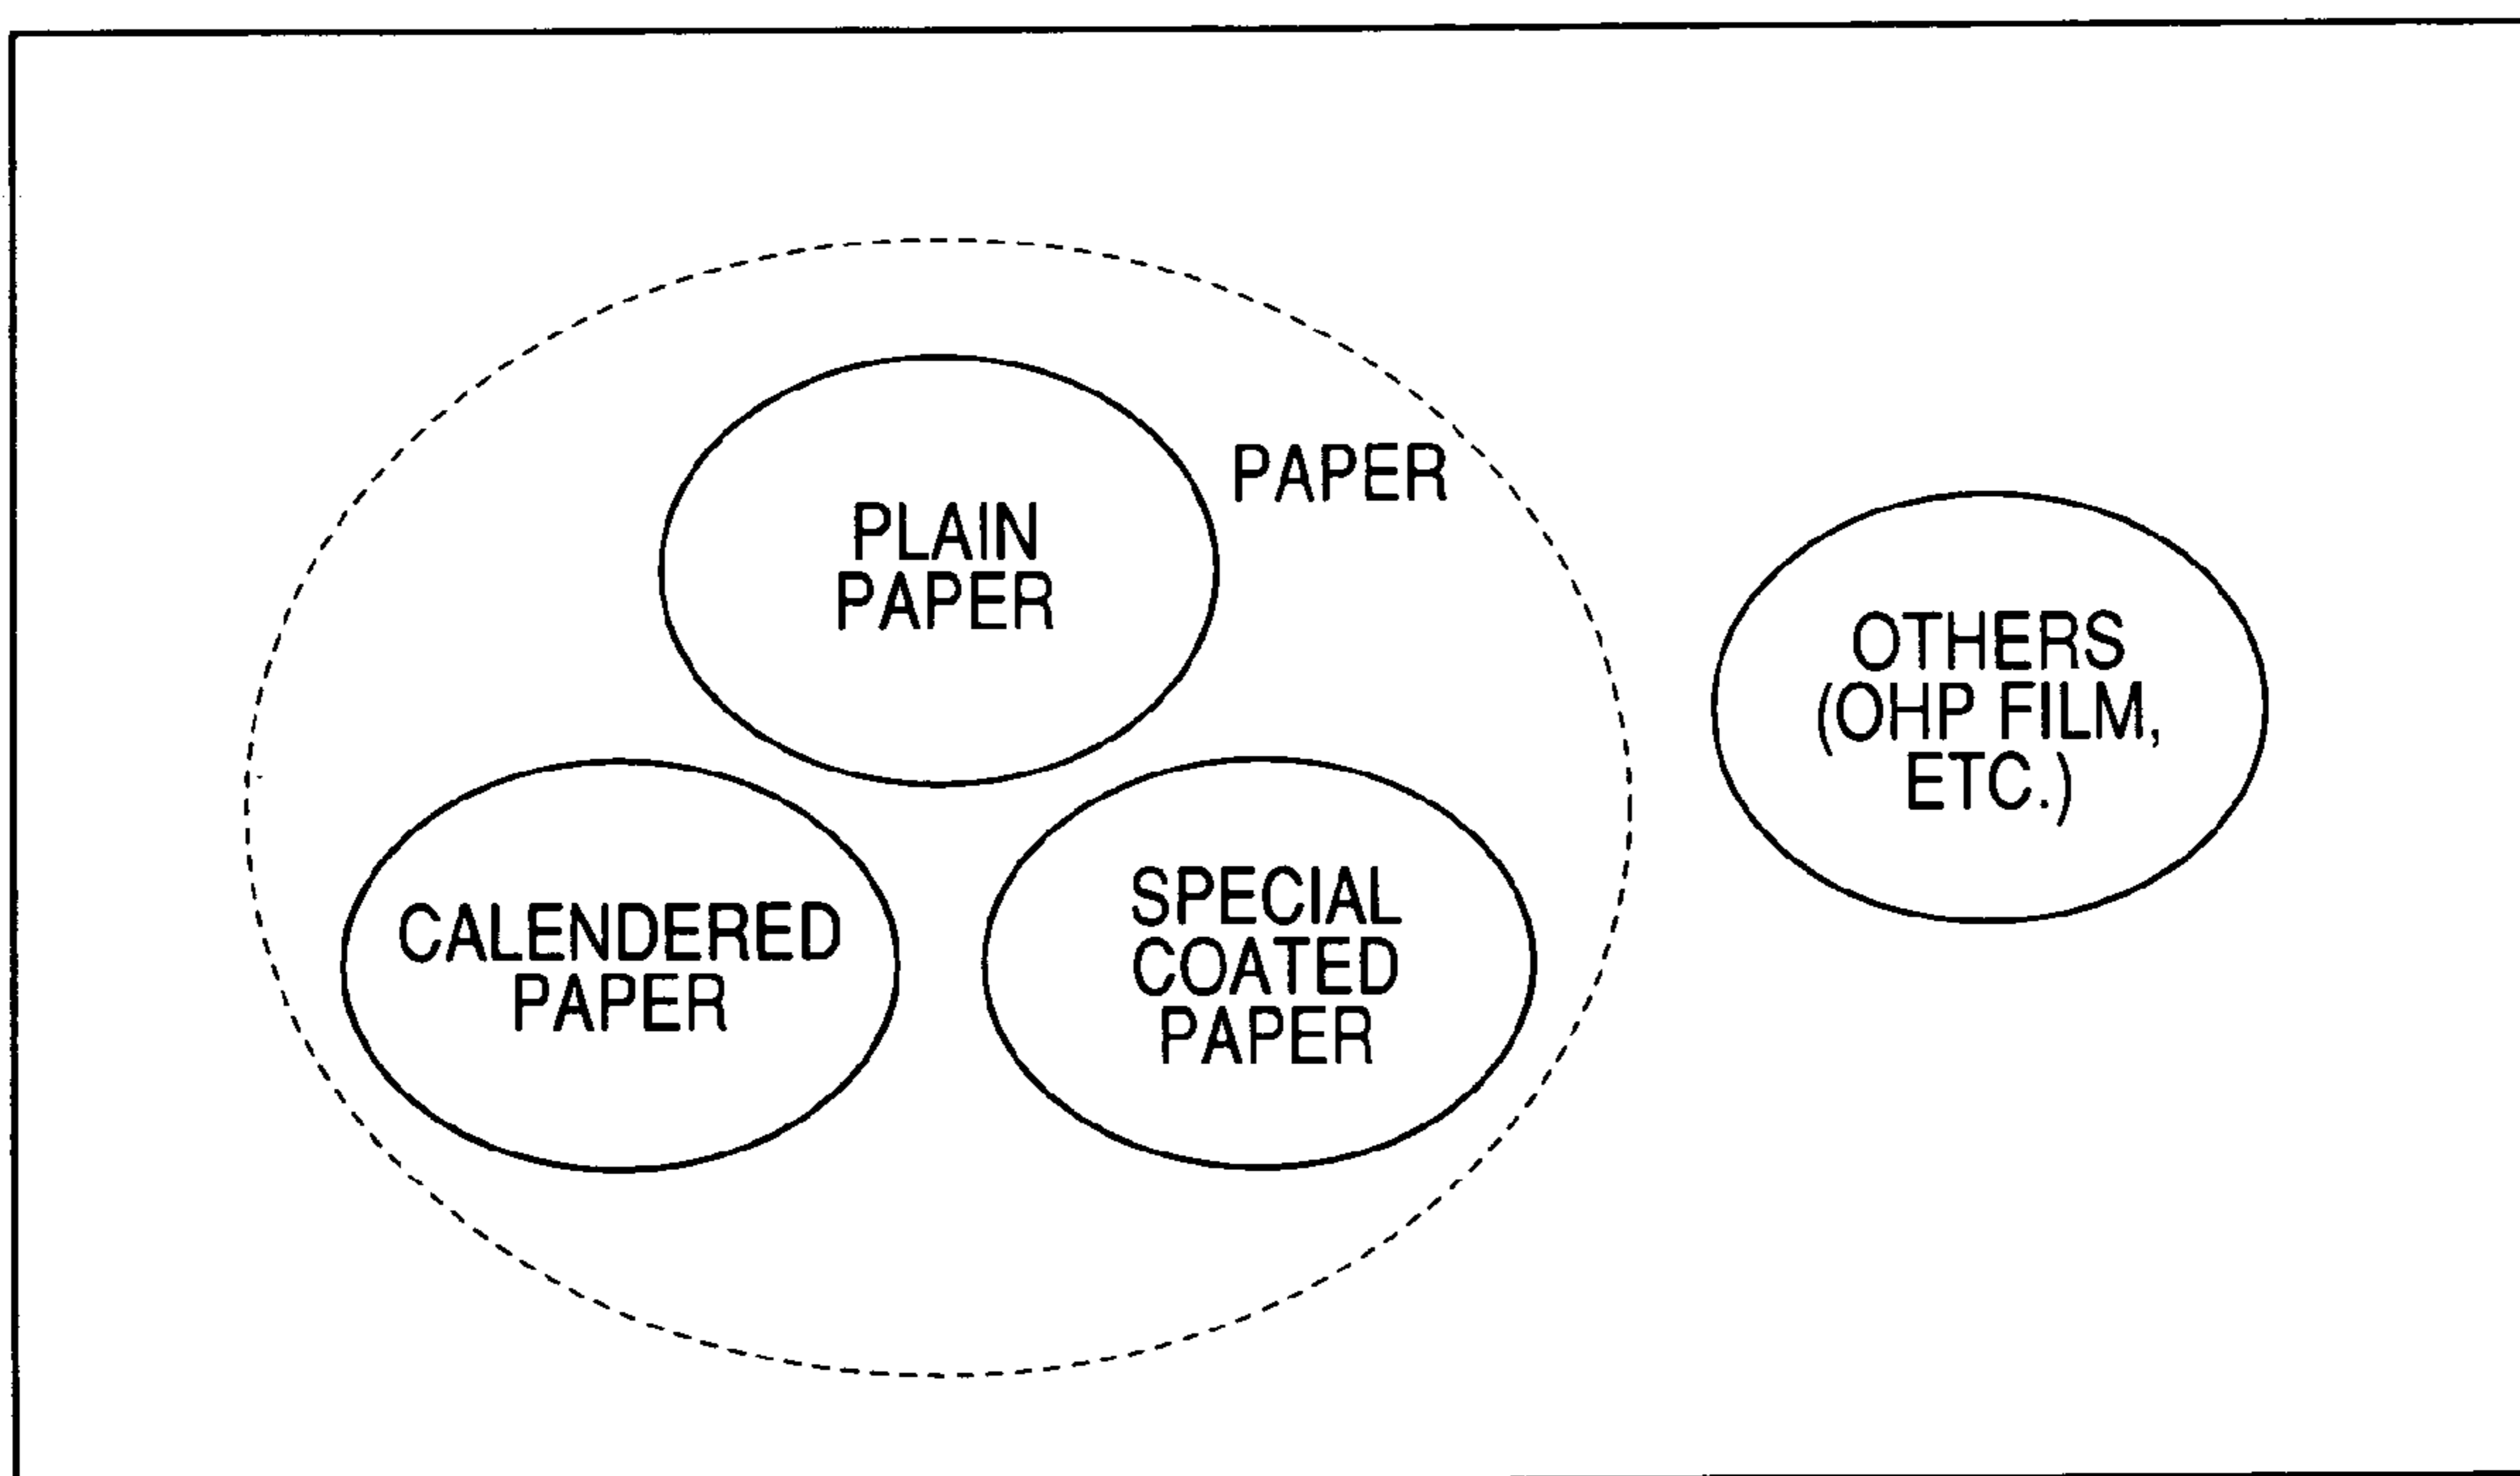 PAPER
PLAIN
PAPER
OTHERS
(OHP FILM,
ETC.)
CALENDERED
PAPER
SPECIAL
COATED
PAPER